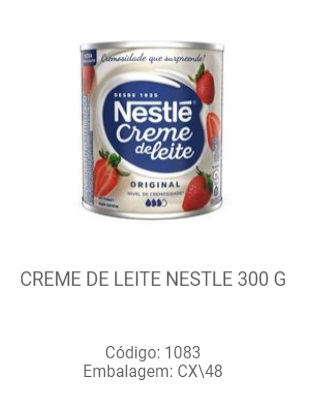 Cremosidade que surpreende!
DESDE 1935
Nestlé
Creme
de leite
ORIGINAL
NÍVEL DE CREMOSIDADE
CREME DE LEITE NESTLE 300 G
Código: 1083
Embalagem: CX\48